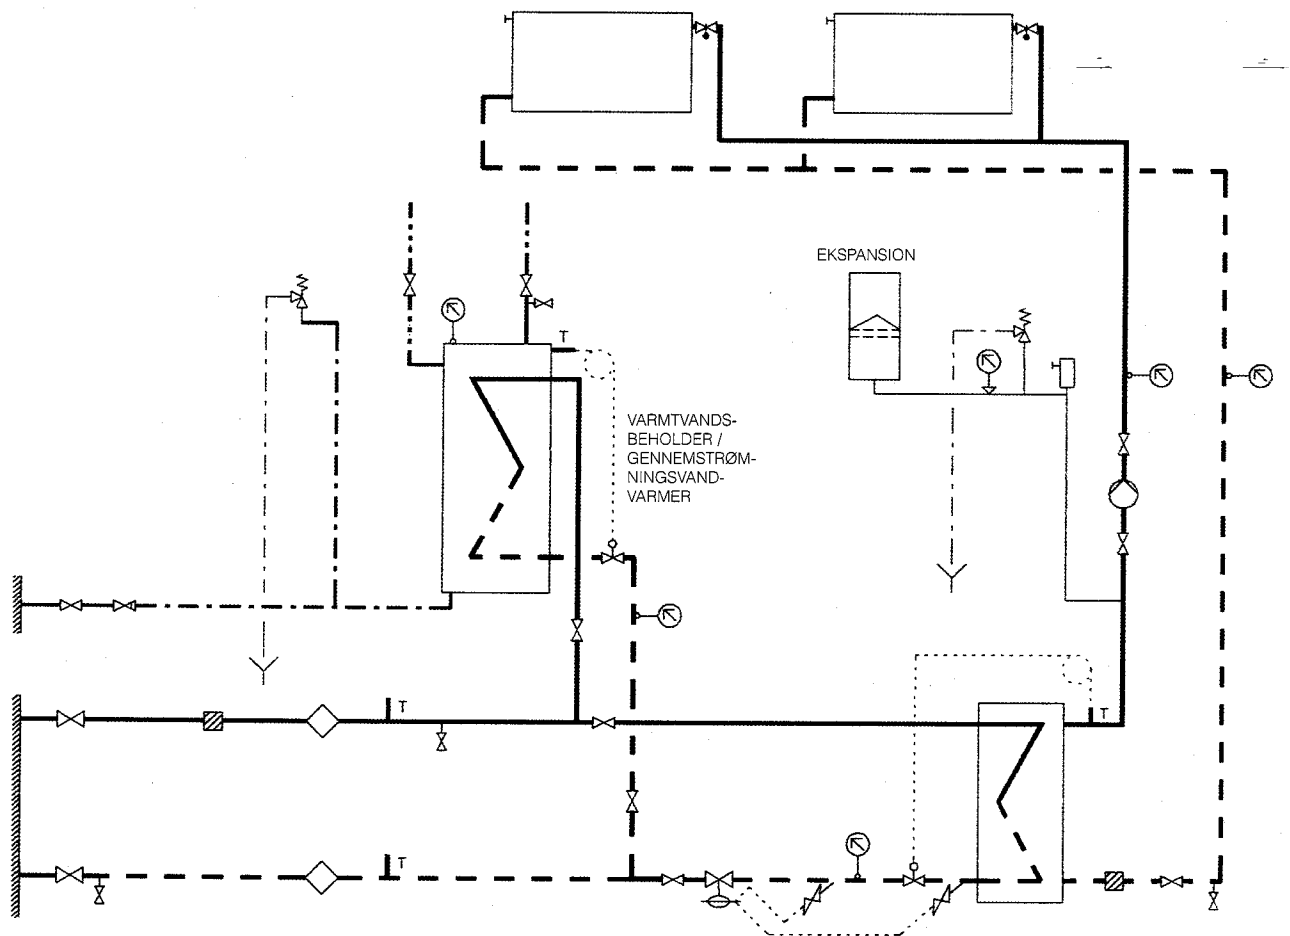 EKSPANSION
T
VARMTVANDS-
BEHOLDER /
GENNEMSTRØM-
NINGSVAND-
VARMER
T
T
T